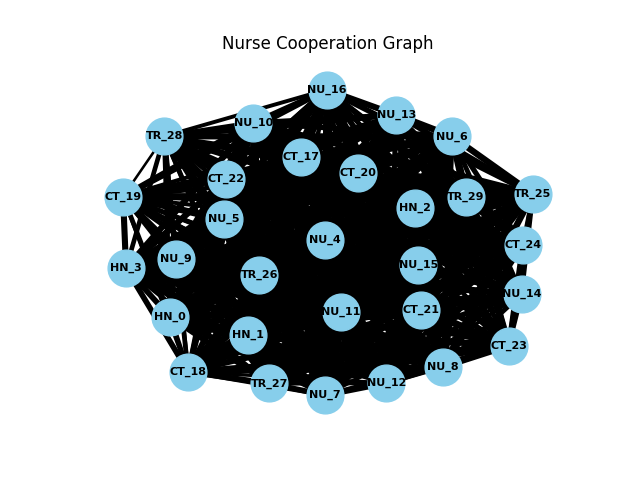 Nurse Cooperation Graph
NU_16
NU_13
NU_10
TR_28
NU_6
CT_17
CT_20
CT_22
TR_25
CT_19
TR_29
HN_2
NU_5
NU_4
CT_24
NU_9
NU_15
HN_3
TR_26
NU_14
CT_21
NU_11
HN_0
HN_1
CT_23
NU_8
CT_18
TR_27
NU_12
NU_7